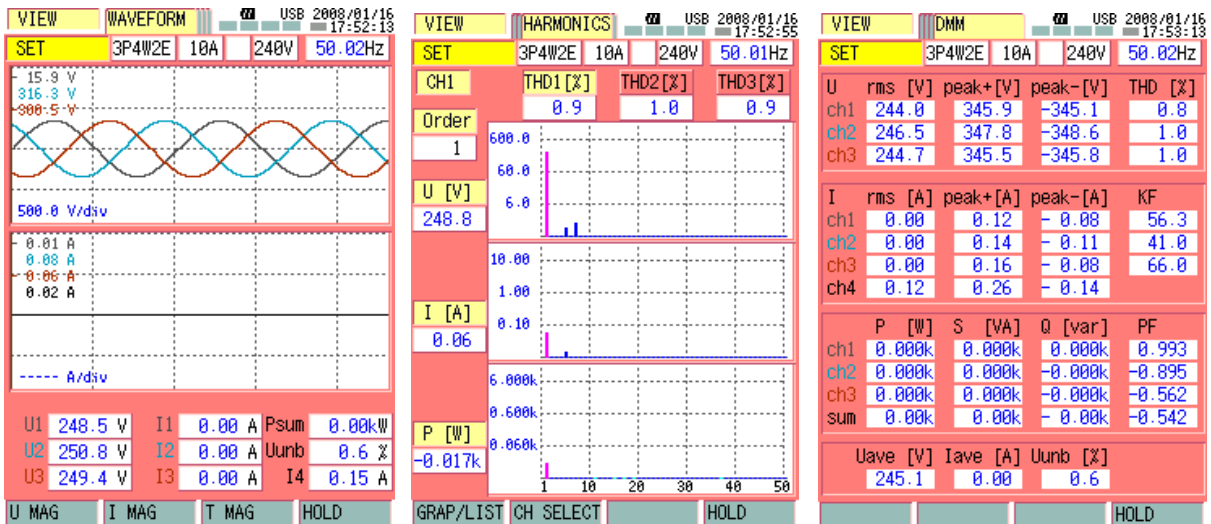 VIEW WAVEFORM USB 2008/01/16
17:52:13
SET 3P4W2E 10A 240V 50.02Hz
15.9 V
316.3 V
-300.5 V
500.0 V/div
- 0.01 A
0.08 A
- 0.06 A
0.02 A
----- A/div
U1 248.5 V I1 0.00 A Psum 0.00kW
U2 250.8 V I2 0.00 A Uunb 0.6 %
U3 249.4 V I3 0.00 A I4 0.15 A
U MAG I MAG T MAG HOLD
VIEW HARMONICS USB 2008/01/16
17:52:55
SET 3P4W2E 10A 240V 50.01Hz
CH1 THD1[%] THD2[%] THD3[%]
0.9 1.0 0.9
Order
1
U [V]
248.8
600.0
60.0
6.0
I [A]
0.06
10.00
1.00
0.10
P [W]
-0.017k
6.000k
0.600k
0.060k
1 10 20 30 40 50
GRAP/LIST CH SELECT HOLD
VIEW DMM USB 2008/01/16
17:53:13
SET 3P4W2E 10A 240V 50.02Hz
U rms [V] peak+[V] peak-[V] THD [%]
ch1 244.0 345.9 -345.1 0.8
ch2 246.5 347.8 -348.6 1.0
ch3 244.7 345.5 -345.8 1.0
I rms [A] peak+[A] peak-[A] KF
ch1 0.00 0.12 - 0.08 56.3
ch2 0.00 0.14 - 0.11 41.0
ch3 0.00 0.16 - 0.08 66.0
ch4 0.12 0.26 - 0.14
P [W] S [VA] Q [var] PF
ch1 0.000k 0.000k 0.000k 0.993
ch2 0.000k 0.000k -0.000k -0.895
ch3 0.000k 0.000k -0.000k -0.562
sum 0.00k 0.00k - 0.00k -0.542
Uave [V] Iave [A] Uunb [%]
245.1 0.00 0.6
HOLD